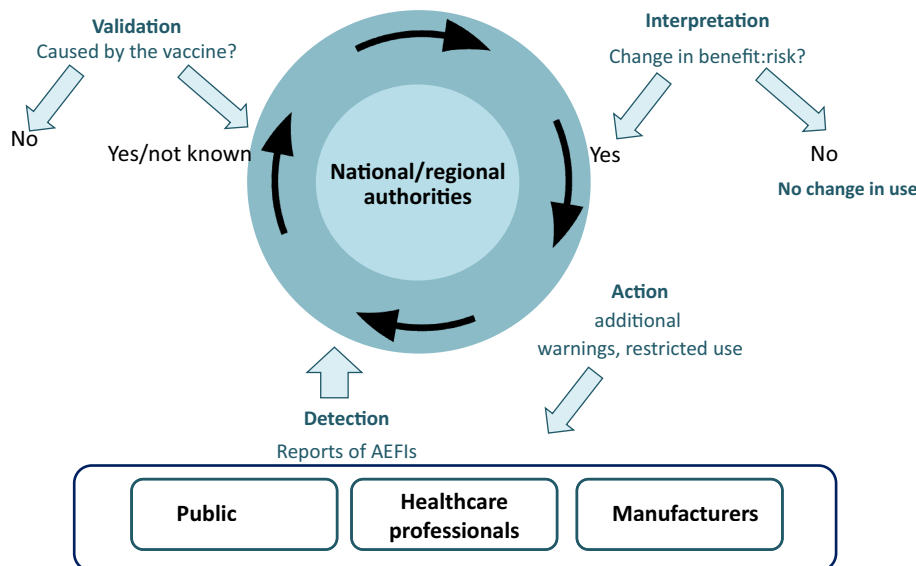 Validation
Caused by the vaccine?
No
Yes/not known
National/regional
authorities
Interpretation
Change in benefit:risk?
Yes
No
No change in use
Action
additional
warnings, restricted use
Detection
Reports of AEFIs
Public
Healthcare
professionals
Manufacturers